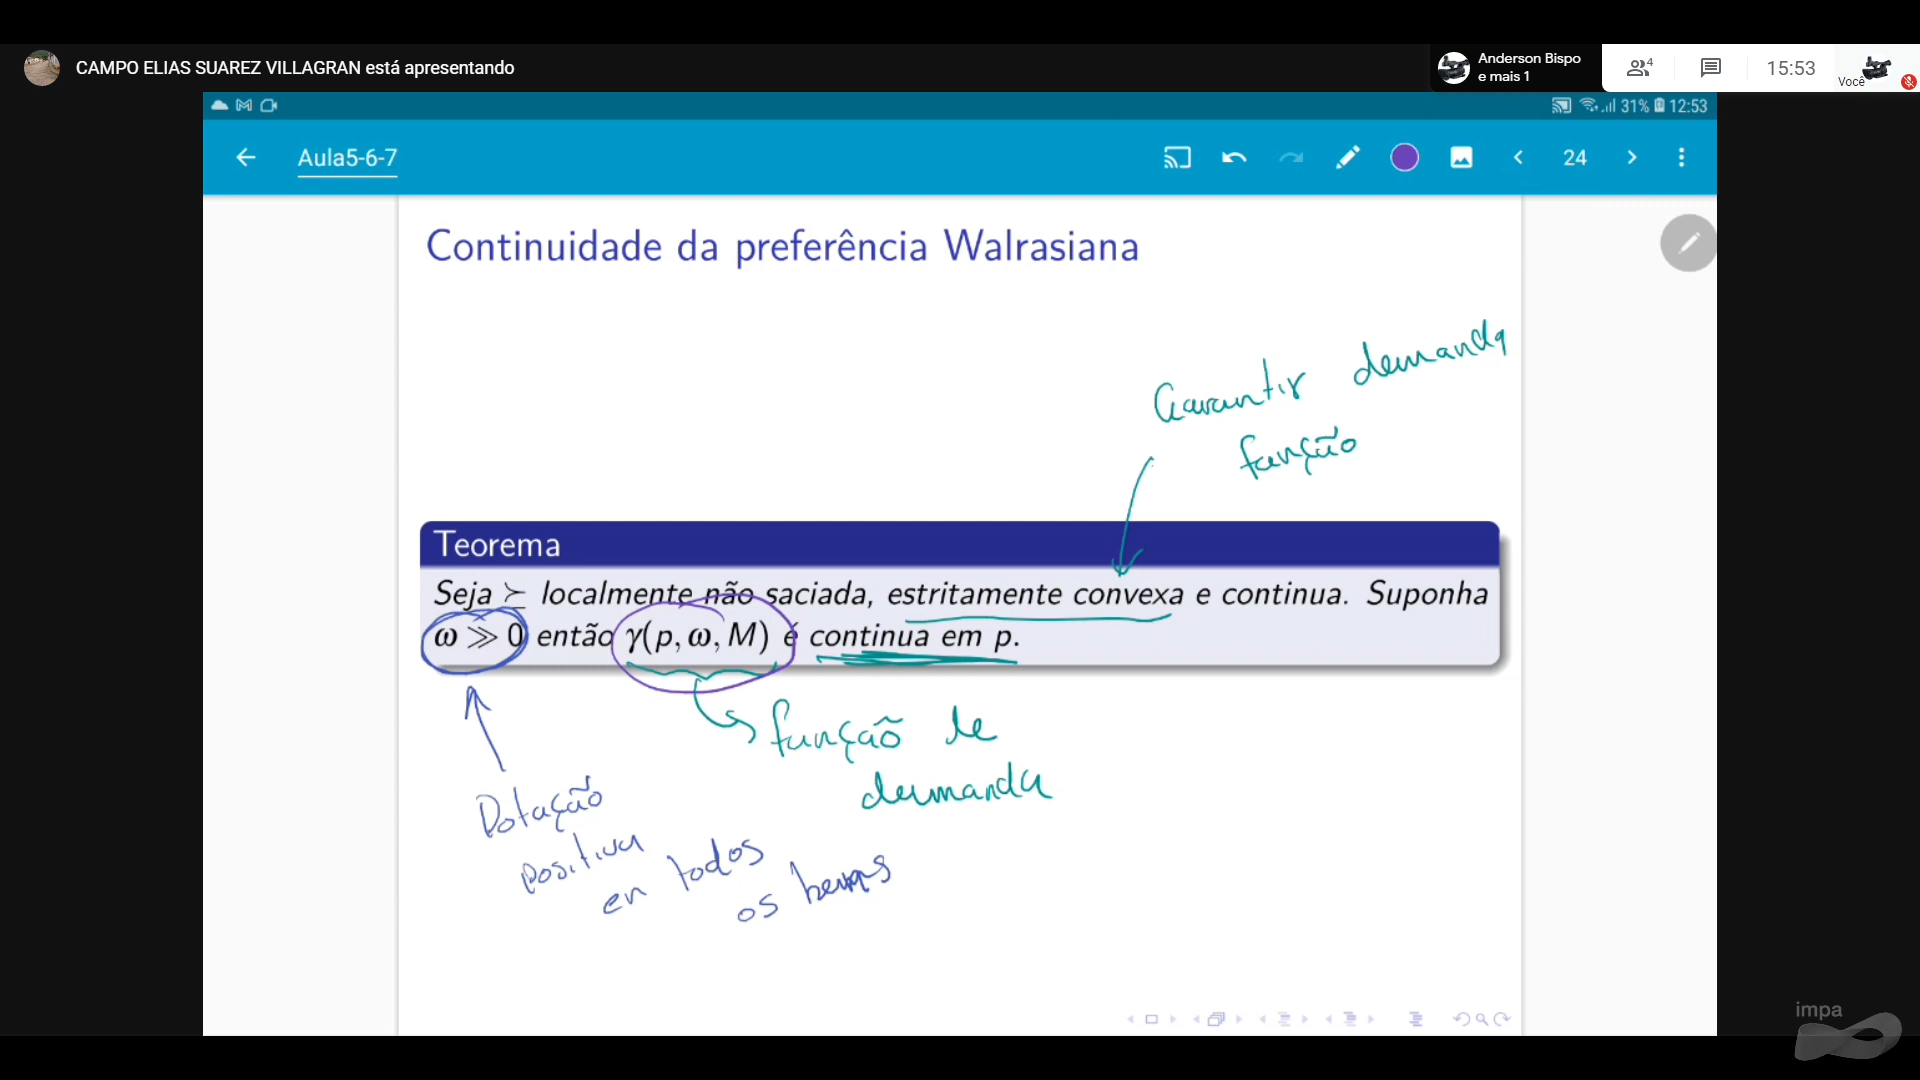 CAMPO ELIAS SUAREZ VILLAGRAN está apresentando
Anderson Bispo
e mais 1
4
15:53
Você
31% 12:53
Aula5-6-7
24
Continuidade da preferência Walrasiana
Garantir demanda
função
Teorema
Seja ⪰ localmente não saciada, estritamente convexa e continua. Suponha
ω ≫ 0 então γ(p, ω, M) é continua em p.
função de
demanda
Dotação
positiva
en todos
os bens
impa